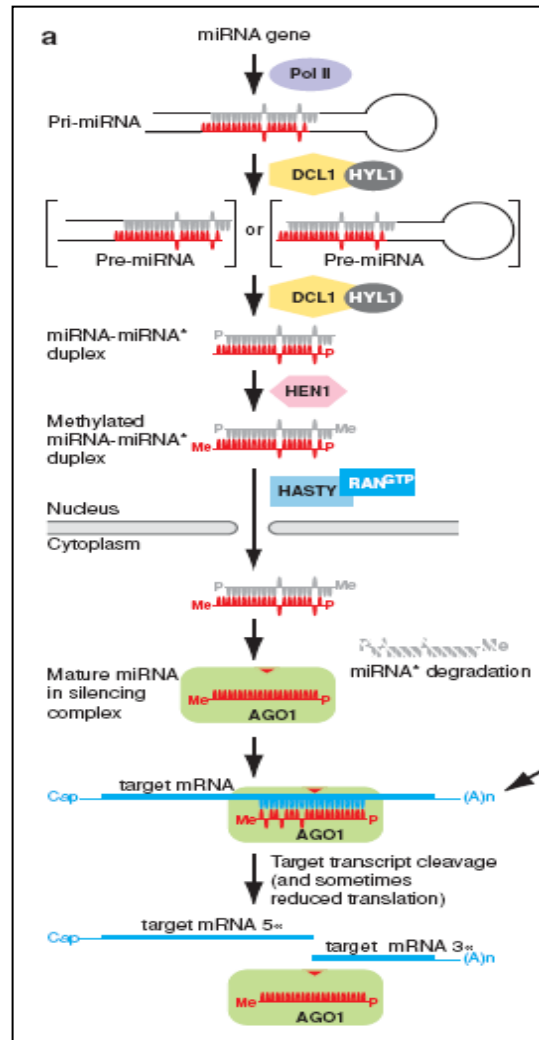 a
miRNA gene
Pol II
Pri-miRNA
DCL1 HYL1
or
Pre-miRNA Pre-miRNA
DCL1 HYL1
miRNA-miRNA*
duplex
P
P
HEN1
Methylated
miRNA-miRNA*
duplex
P Me
Me P
HASTY RANGTP
Nucleus
Cytoplasm
P Me
Me P
P Me
miRNA* degradation
Mature miRNA
in silencing
complex
Me P
AGO1
target mRNA
Cap (A)n
Me P
AGO1
Target transcript cleavage
(and sometimes
reduced translation)
target mRNA 5«
Cap
target mRNA 3«
(A)n
Me P
AGO1